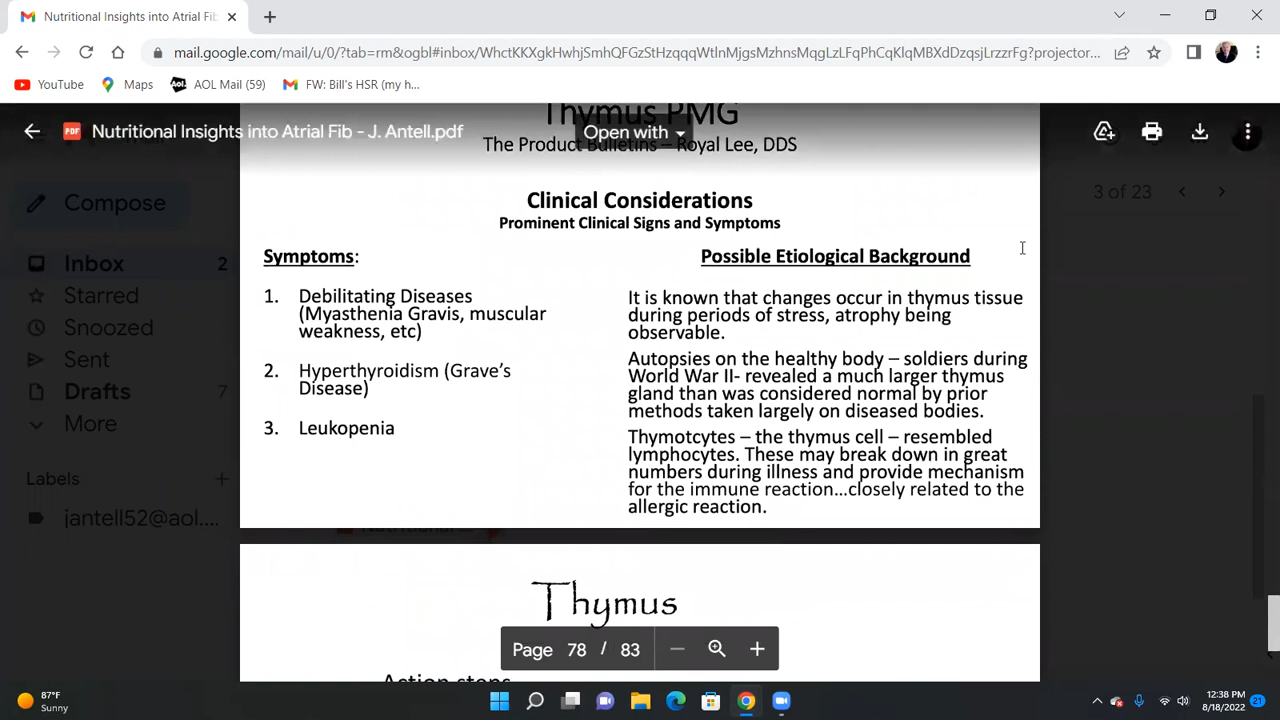 Nutritional Insights into Atrial Fib
mail.google.com/mail/u/0/?tab=rm&ogbl#inbox/WhctKKXgkHwhjSmhQFGzStHzqqqWtlnMjgsMzhnsMqgLzLFqPhCqKlqMBXdDzqsjLrzzrFg?projector...
YouTube Maps AOL Mail (59) FW: Bill's HSR (my h...
Thymus PMG
Nutritional Insights into Atrial Fib - J. Antell.pdf Open with
The Product Bulletins – Royal Lee, DDS
Compose 3 of 23
Clinical Considerations
Prominent Clinical Signs and Symptoms
Inbox 2
Starred
Snoozed
Sent
Drafts 7
More
Labels
jantell52@aol....
Symptoms:
1. Debilitating Diseases
(Myasthenia Gravis, muscular
weakness, etc)
2. Hyperthyroidism (Grave's
Disease)
3. Leukopenia
Possible Etiological Background
It is known that changes occur in thymus tissue
during periods of stress, atrophy being
observable.
Autopsies on the healthy body – soldiers during
World War II- revealed a much larger thymus
gland than was considered normal by prior
methods taken largely on diseased bodies.
Thymotcytes – the thymus cell – resembled
lymphocytes. These may break down in great
numbers during illness and provide mechanism
for the immune reaction...closely related to the
allergic reaction.
Thymus
Page 78 / 83
Action steps
87°F
Sunny
12:38 PM
8/18/2022
21